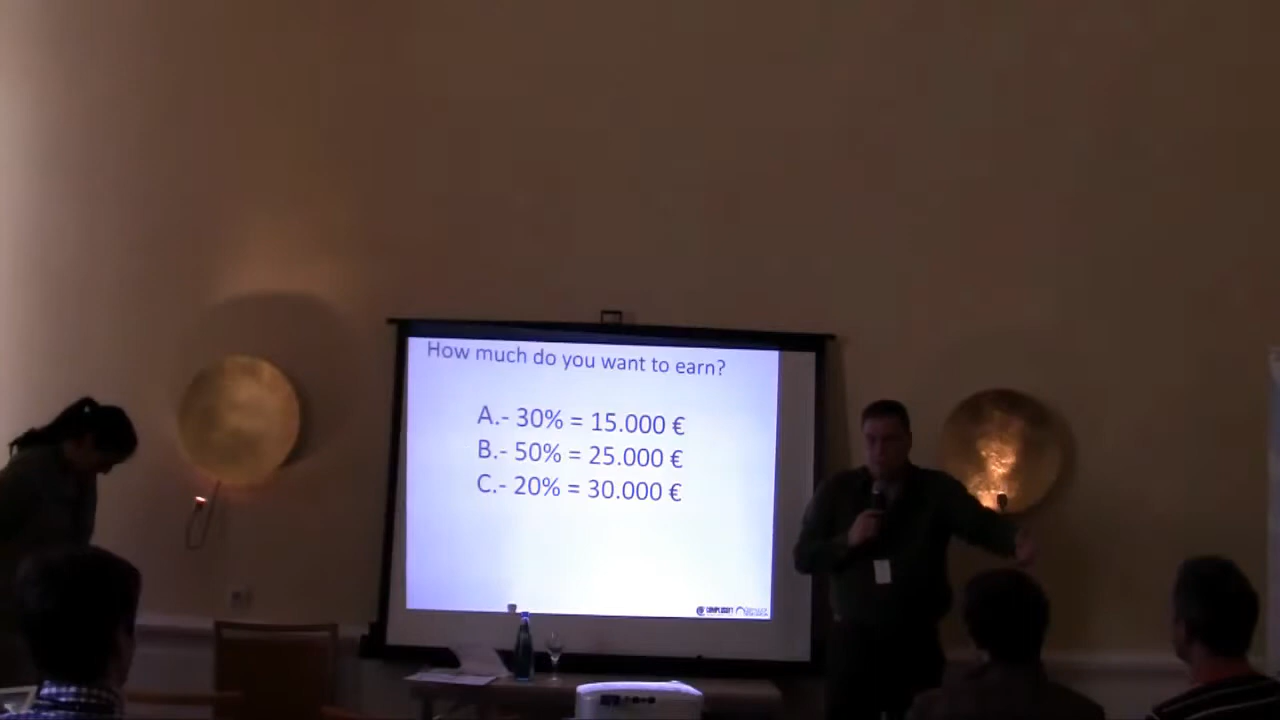 How much do you want to earn?
A.- 30% = 15.000 €
B.- 50% = 25.000 €
C.- 20% = 30.000 €